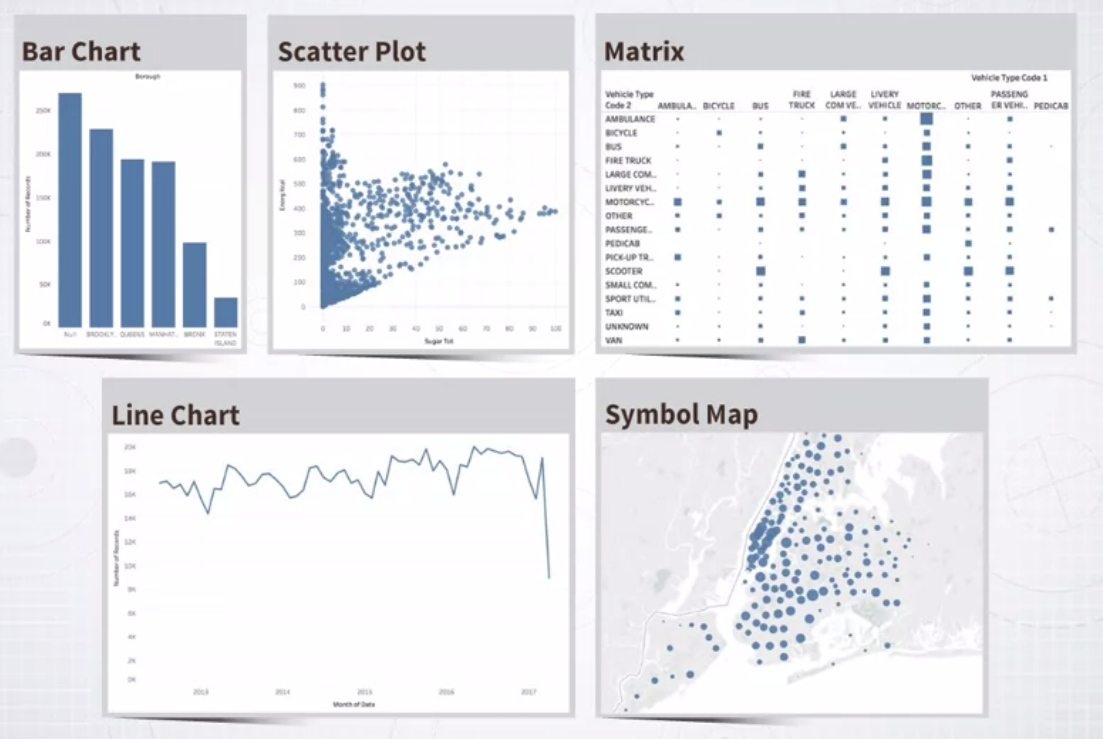 Bar Chart
Borough
Number of Records
250K
200K
150K
100K
50K
0K
Null
BROOKLY..
QUEENS
MANHAT..
BRONX
STATEN
ISLAND
Scatter Plot
Energ Kcal
900
800
700
600
500
400
300
200
100
0
0 10 20 30 40 50 60 70 80 90 100
Sugar Tot
Matrix
Vehicle Type Code 1
Vehicle Type
Code 2
AMBULA..
BICYCLE
BUS
FIRE
TRUCK
LARGE
COM VE..
LIVERY
VEHICLE
MOTORC..
OTHER
PASSENG
ER VEHI..
PEDICAB
AMBULANCE
BICYCLE
BUS
FIRE TRUCK
LARGE COM..
LIVERY VEH..
MOTORCYC..
OTHER
PASSENGE..
PEDICAB
PICK-UP TR..
SCOOTER
SMALL COM..
SPORT UTIL..
TAXI
UNKNOWN
VAN
Line Chart
Number of Records
20K
18K
16K
14K
12K
10K
8K
6K
4K
2K
0K
2013 2014 2015 2016 2017
Month of Date
Symbol Map